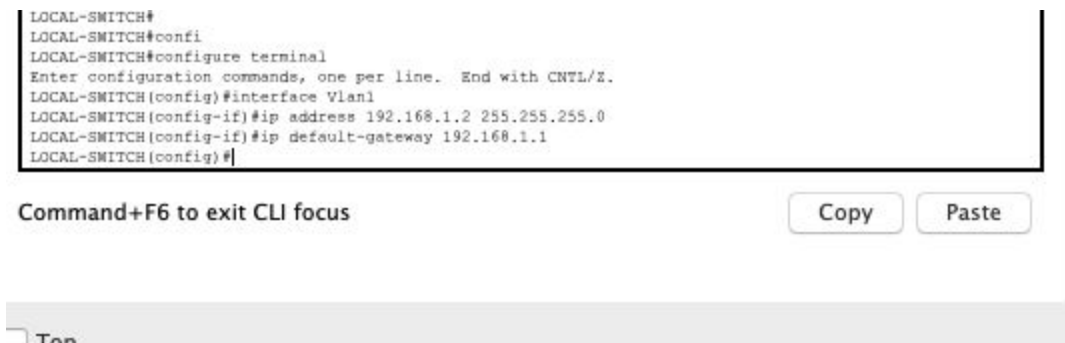 LOCAL-SWITCH#
LOCAL-SWITCH#confi
LOCAL-SWITCH#configure terminal
Enter configuration commands, one per line.  End with CNTL/Z.
LOCAL-SWITCH(config)#interface Vlan1
LOCAL-SWITCH(config-if)#ip address 192.168.1.2 255.255.255.0
LOCAL-SWITCH(config-if)#ip default-gateway 192.168.1.1
LOCAL-SWITCH(config)#
Command+F6 to exit CLI focus
Copy Paste
Top